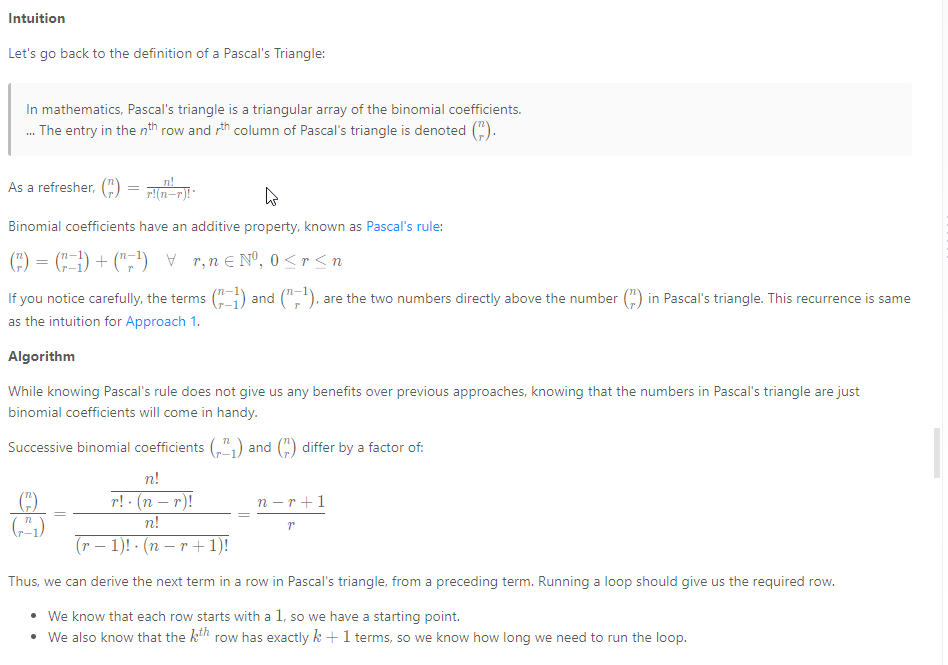 Intuition
Let's go back to the definition of a Pascal's Triangle:
In mathematics, Pascal's triangle is a triangular array of the binomial coefficients.
... The entry in the $n^{th}$ row and $r^{th}$ column of Pascal's triangle is denoted $\binom{n}{r}$.
As a refresher, $\binom{n}{r} = \frac{n!}{r!(n-r)!}$.
Binomial coefficients have an additive property, known as Pascal's rule:
$\binom{n}{r} = \binom{n-1}{r-1} + \binom{n-1}{r} \quad \forall \quad r, n \in \mathbb{N}^0, \; 0 \leq r \leq n$
If you notice carefully, the terms $\binom{n-1}{r-1}$ and $\binom{n-1}{r}$, are the two numbers directly above the number $\binom{n}{r}$ in Pascal's triangle. This recurrence is same
as the intuition for Approach 1.
Algorithm
While knowing Pascal's rule does not give us any benefits over previous approaches, knowing that the numbers in Pascal's triangle are just
binomial coefficients will come in handy.
Successive binomial coefficients $\binom{n}{r-1}$ and $\binom{n}{r}$ differ by a factor of:
$\frac{\binom{n}{r}}{\binom{n}{r-1}} = \frac{\frac{n!}{r! \cdot (n-r)!}}{\frac{n!}{(r-1)! \cdot (n-r+1)!}} = \frac{n-r+1}{r}$
Thus, we can derive the next term in a row in Pascal's triangle, from a preceding term. Running a loop should give us the required row.
• We know that each row starts with a $1$, so we have a starting point.
• We also know that the $k^{th}$ row has exactly $k+1$ terms, so we know how long we need to run the loop.